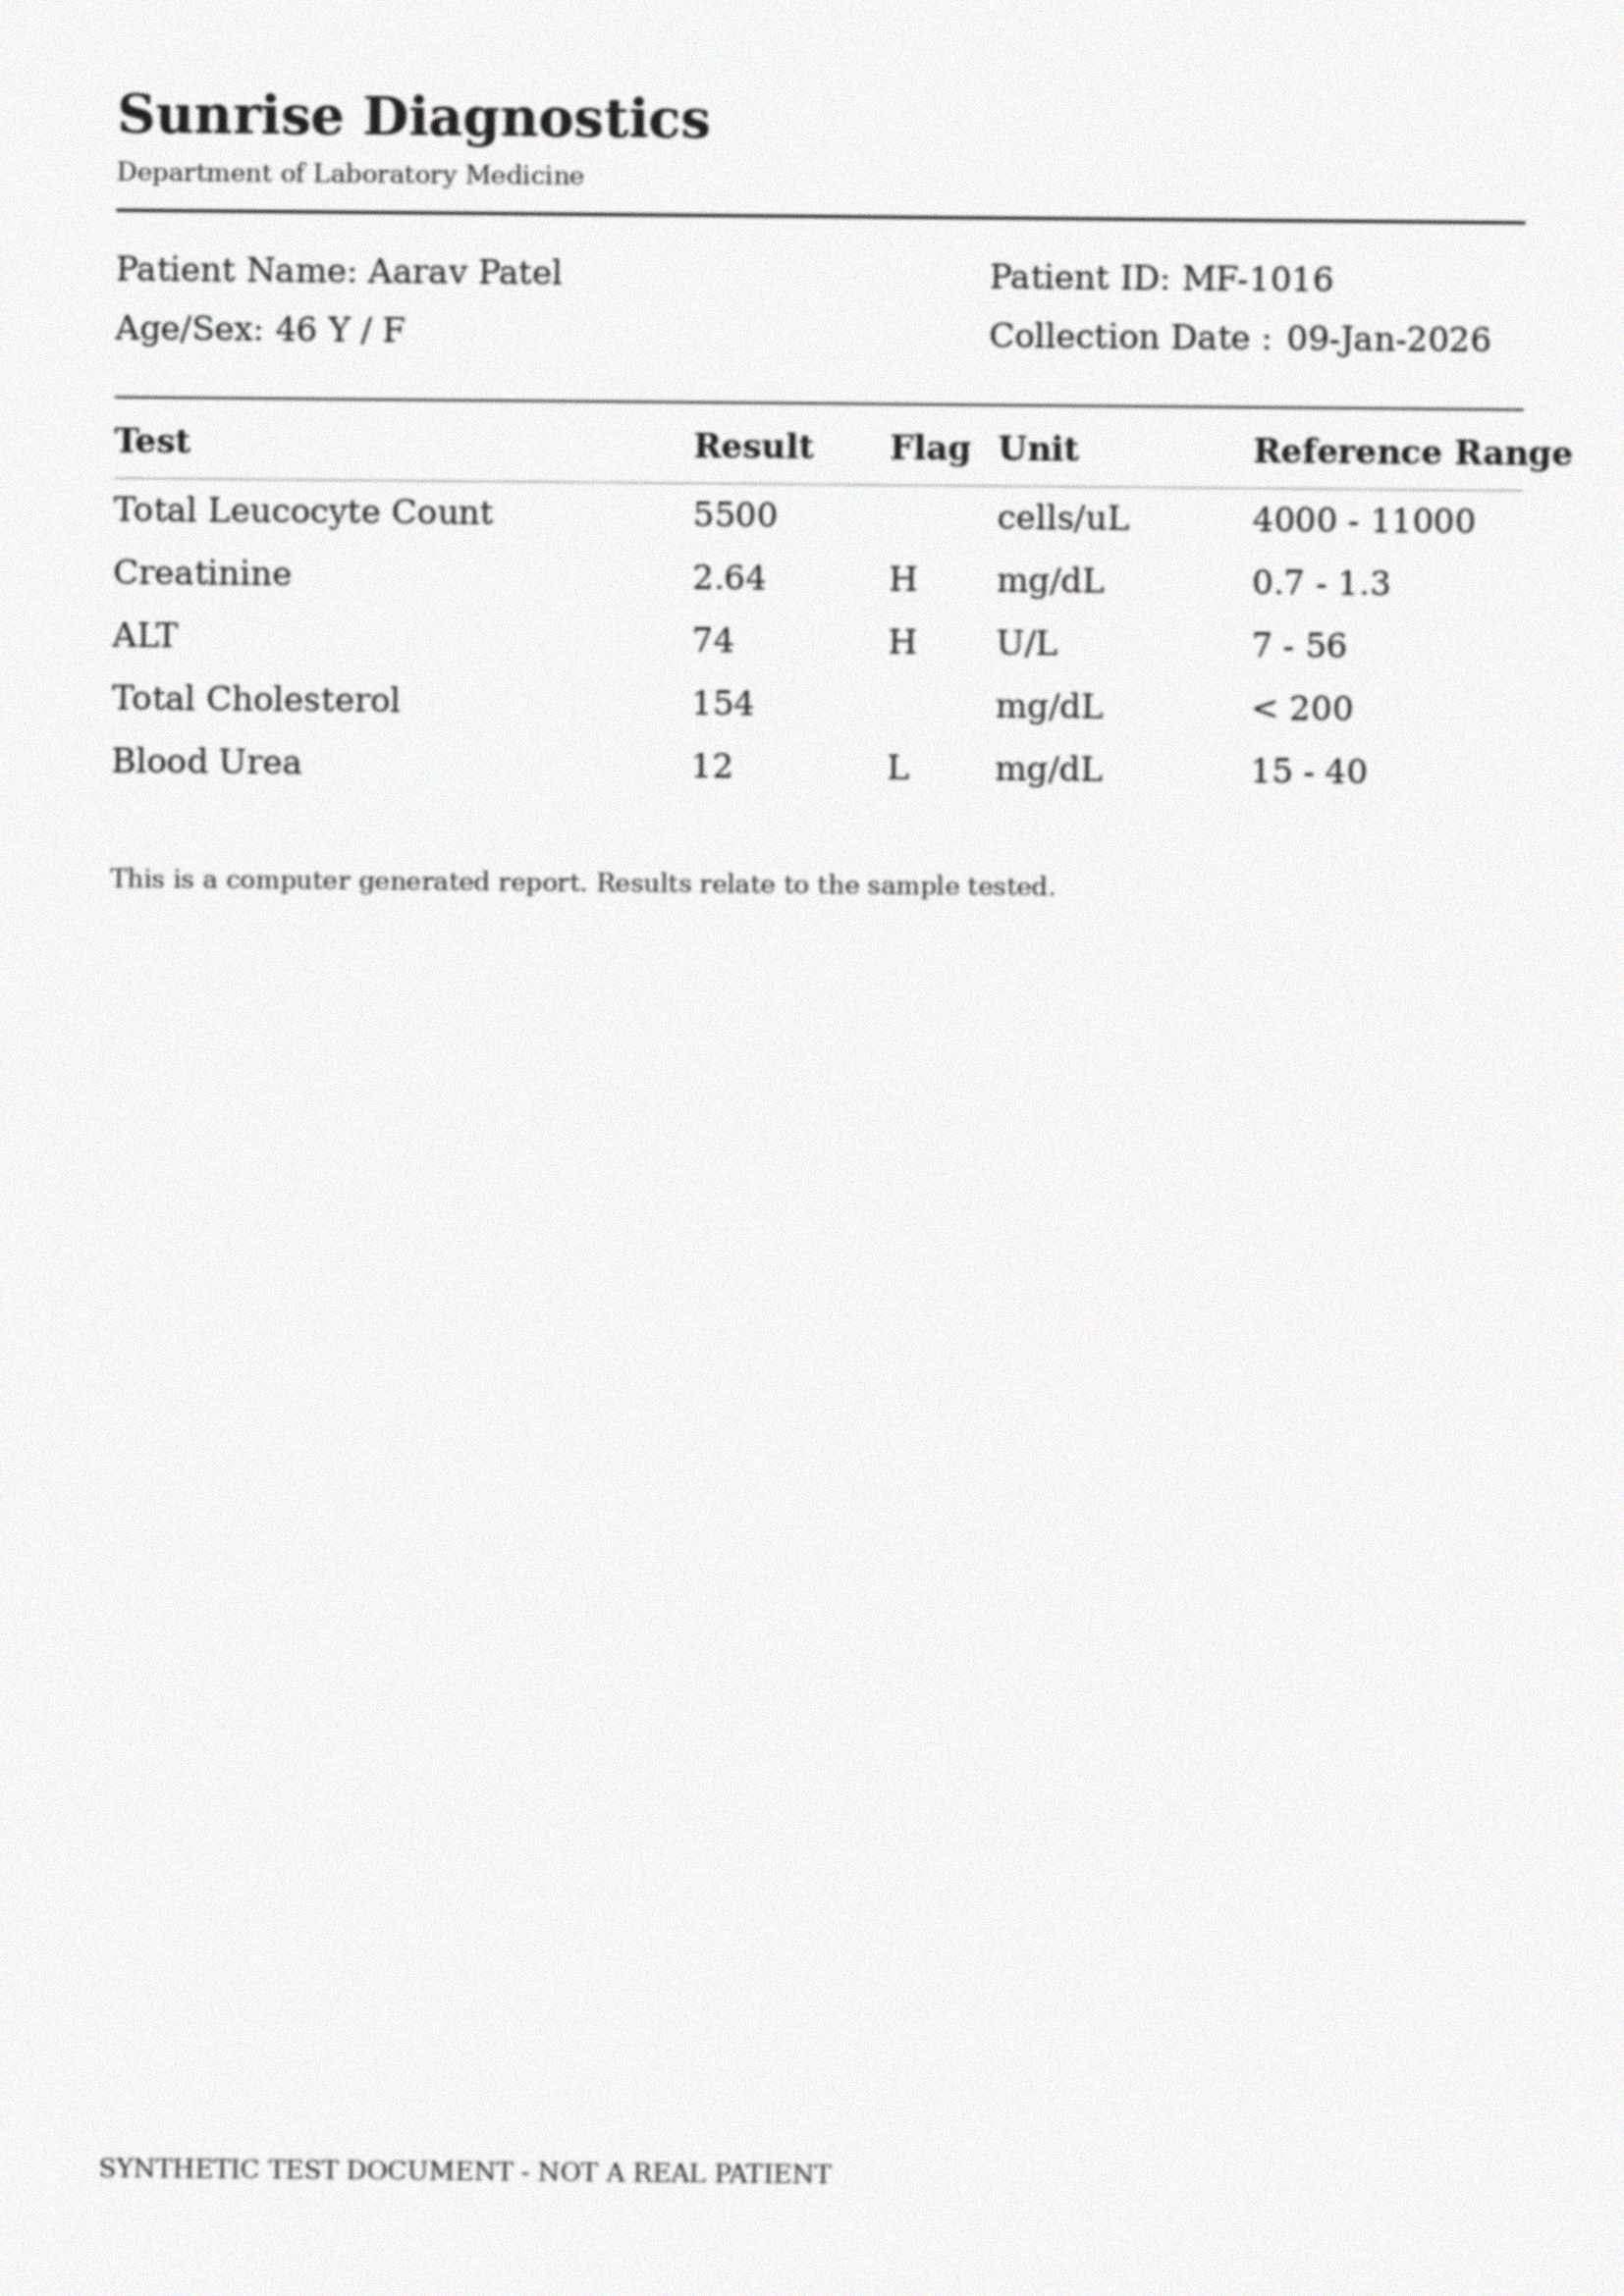 Sunrise Diagnostics
Department of Laboratory Medicine
Patient Name: Aarav Patel Patient ID: MF-1016
Age/Sex: 46 Y / F Collection Date : 09-Jan-2026
Test Result Flag Unit Reference Range
Total Leucocyte Count 5500 cells/uL 4000 - 11000
Creatinine 2.64 H mg/dL 0.7 - 1.3
ALT 74 H U/L 7 - 56
Total Cholesterol 154 mg/dL < 200
Blood Urea 12 L mg/dL 15 - 40
This is a computer generated report. Results relate to the sample tested.
SYNTHETIC TEST DOCUMENT - NOT A REAL PATIENT